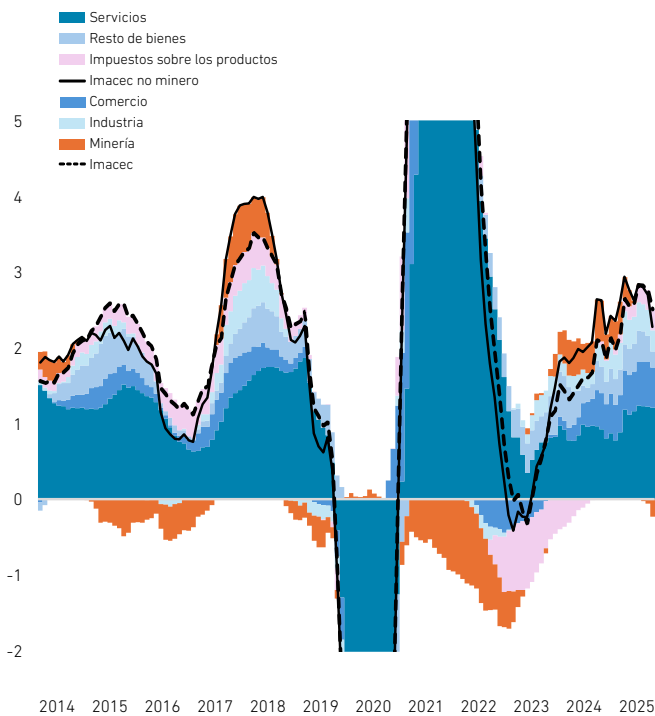 Servicios
Resto de bienes
Impuestos sobre los productos
Imacec no minero
Comercio
Industria
Minería
Imacec
5
4
3
2
1
0
-1
-2
2014 2015 2016 2017 2018 2019 2020 2021 2022 2023 2024 2025